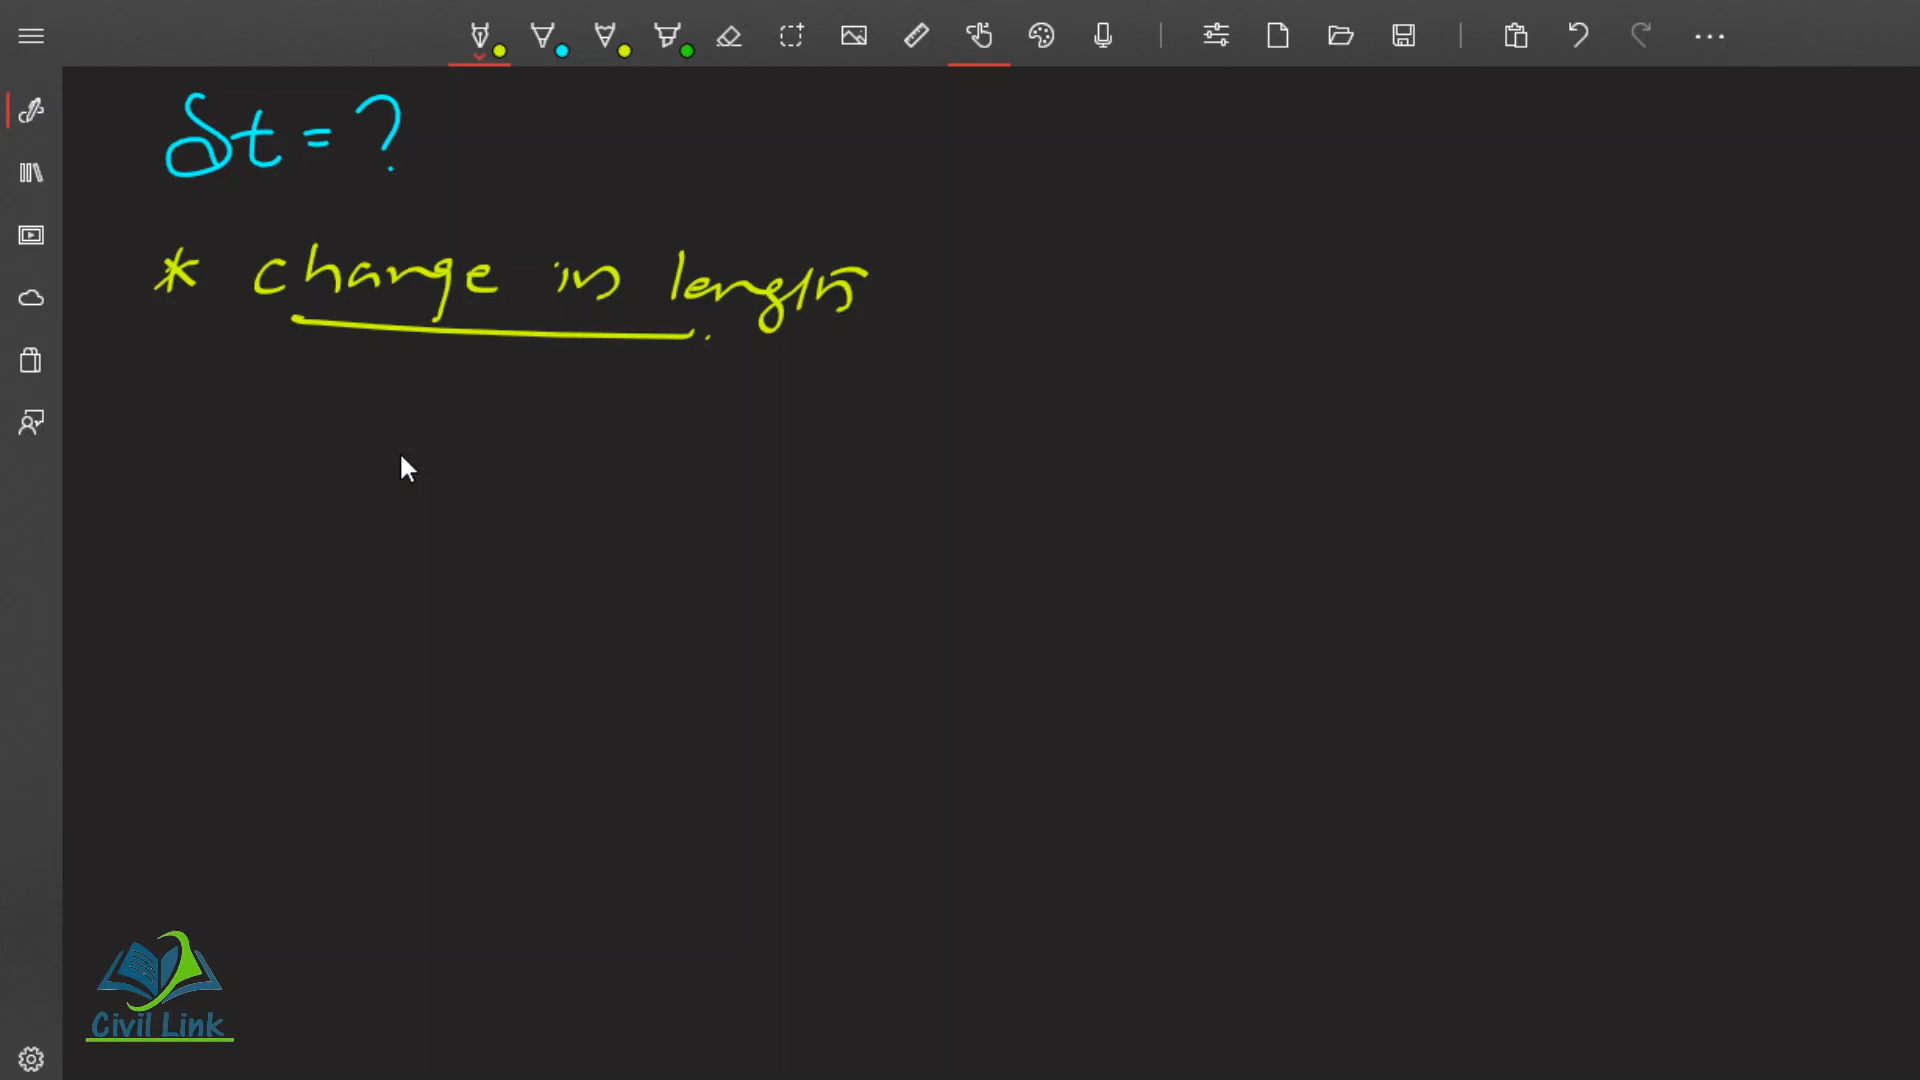 δt = ?
* change in length
Civil Link